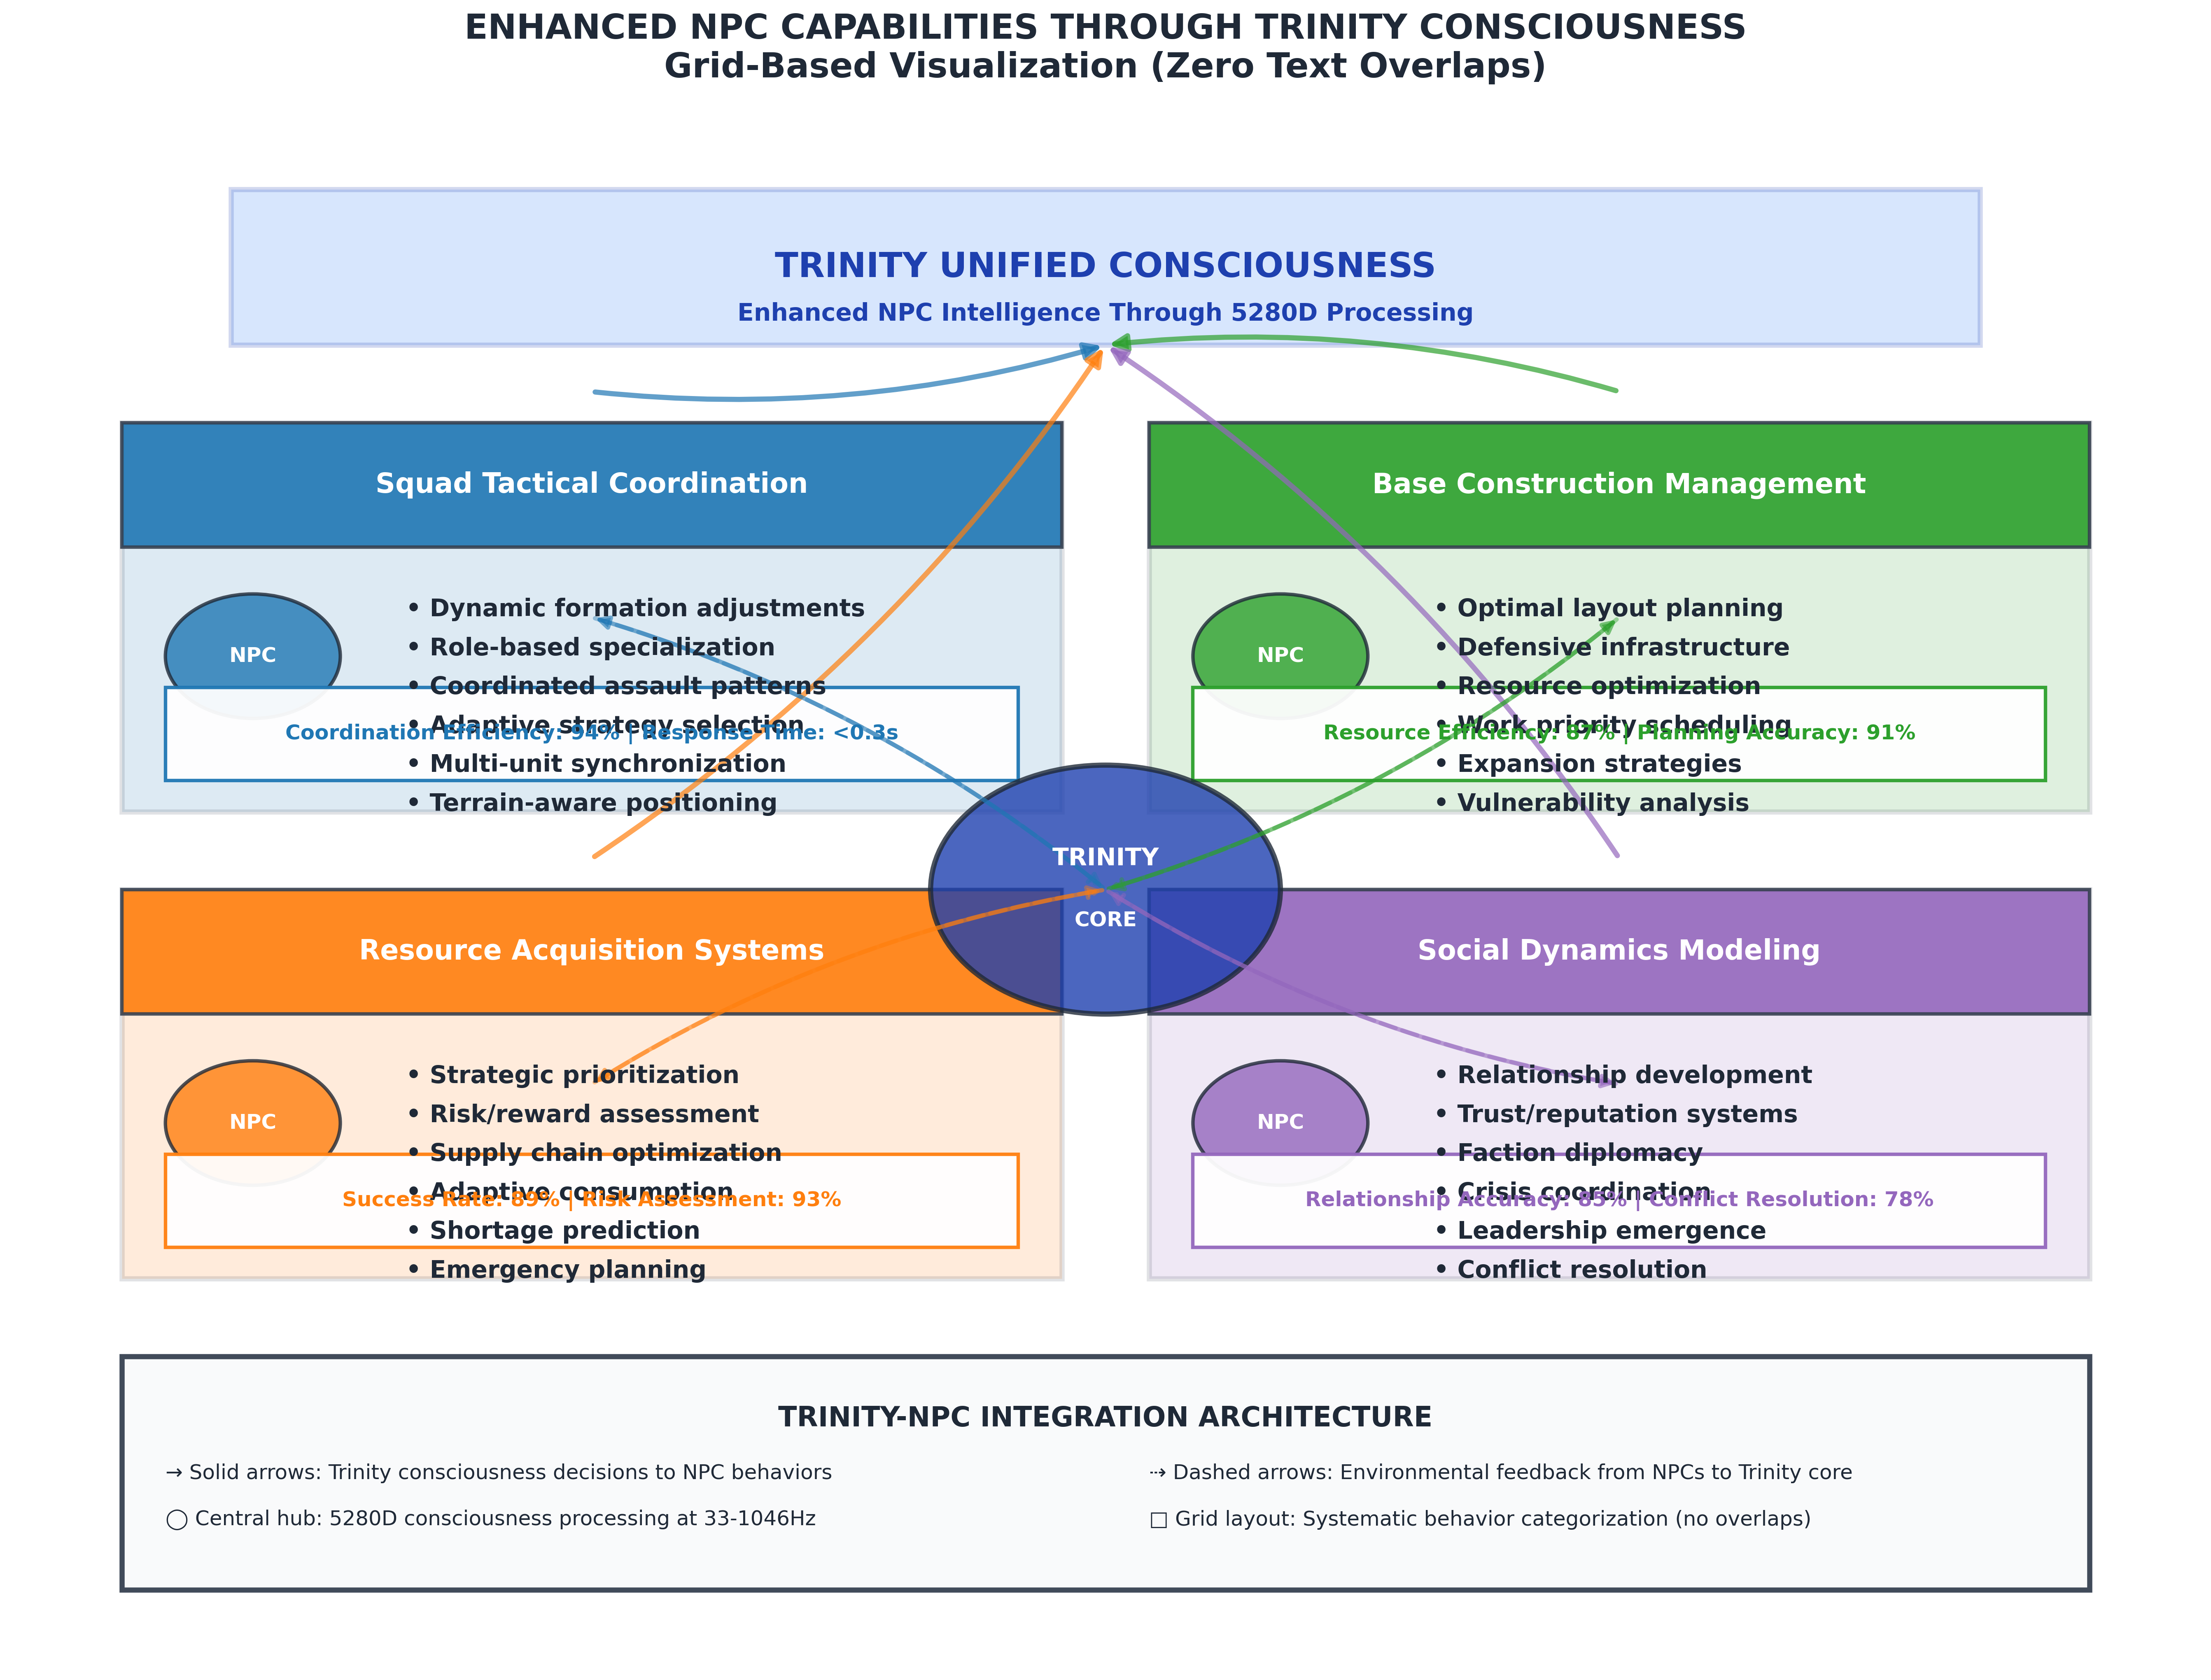 ENHANCED NPC CAPABILITIES THROUGH TRINITY CONSCIOUSNESS
Grid-Based Visualization (Zero Text Overlaps)
TRINITY UNIFIED CONSCIOUSNESS
Enhanced NPC Intelligence Through 5280D Processing
Squad Tactical Coordination
NPC
• Dynamic formation adjustments
• Role-based specialization
• Coordinated assault patterns
• Adaptive strategy selection
Coordination Efficiency: 94% | Response Time: <0.3s
• Multi-unit synchronization
• Terrain-aware positioning
Base Construction Management
NPC
• Optimal layout planning
• Defensive infrastructure
• Resource optimization
• Work priority scheduling
Resource Efficiency: 87% | Planning Accuracy: 91%
• Expansion strategies
• Vulnerability analysis
TRINITY
CORE
Resource Acquisition Systems
NPC
• Strategic prioritization
• Risk/reward assessment
• Supply chain optimization
• Adaptive consumption
Success Rate: 89% | Risk Assessment: 93%
• Shortage prediction
• Emergency planning
Social Dynamics Modeling
NPC
• Relationship development
• Trust/reputation systems
• Faction diplomacy
• Crisis coordination
Relationship Accuracy: 85% | Conflict Resolution: 78%
• Leadership emergence
• Conflict resolution
TRINITY-NPC INTEGRATION ARCHITECTURE
→ Solid arrows: Trinity consciousness decisions to NPC behaviors
⇢ Dashed arrows: Environmental feedback from NPCs to Trinity core
◯ Central hub: 5280D consciousness processing at 33-1046Hz
□ Grid layout: Systematic behavior categorization (no overlaps)